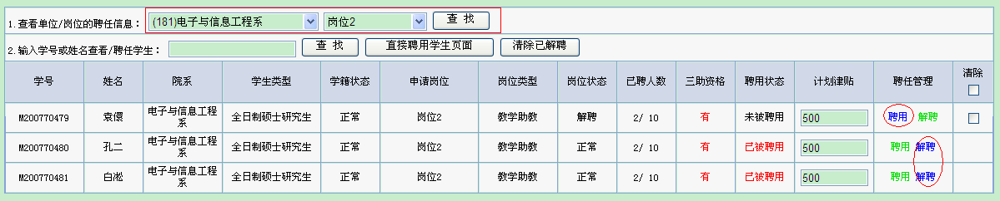 1.查看单位/岗位的聘任信息： (181)电子与信息工程系 岗位2 查 找
2.输入学号或姓名查看/聘任学生： 查 找 直接聘用学生页面 清除已解聘
学号 姓名 院系 学生类型 学籍状态 申请岗位 岗位类型 岗位状态 已聘人数 三助资格 聘用状态 计划津贴 聘任管理 清除
M200770479 袁儇 电子与信息工程系 全日制硕士研究生 正常 岗位2 教学助教 解聘 2/ 10 有 未被聘用 500 聘用 解聘
M200770480 孔二 电子与信息工程系 全日制硕士研究生 正常 岗位2 教学助教 正常 2/ 10 有 已被聘用 500 聘用 解聘
M200770481 白淞 电子与信息工程系 全日制硕士研究生 正常 岗位2 教学助教 正常 2/ 10 有 已被聘用 500 聘用 解聘